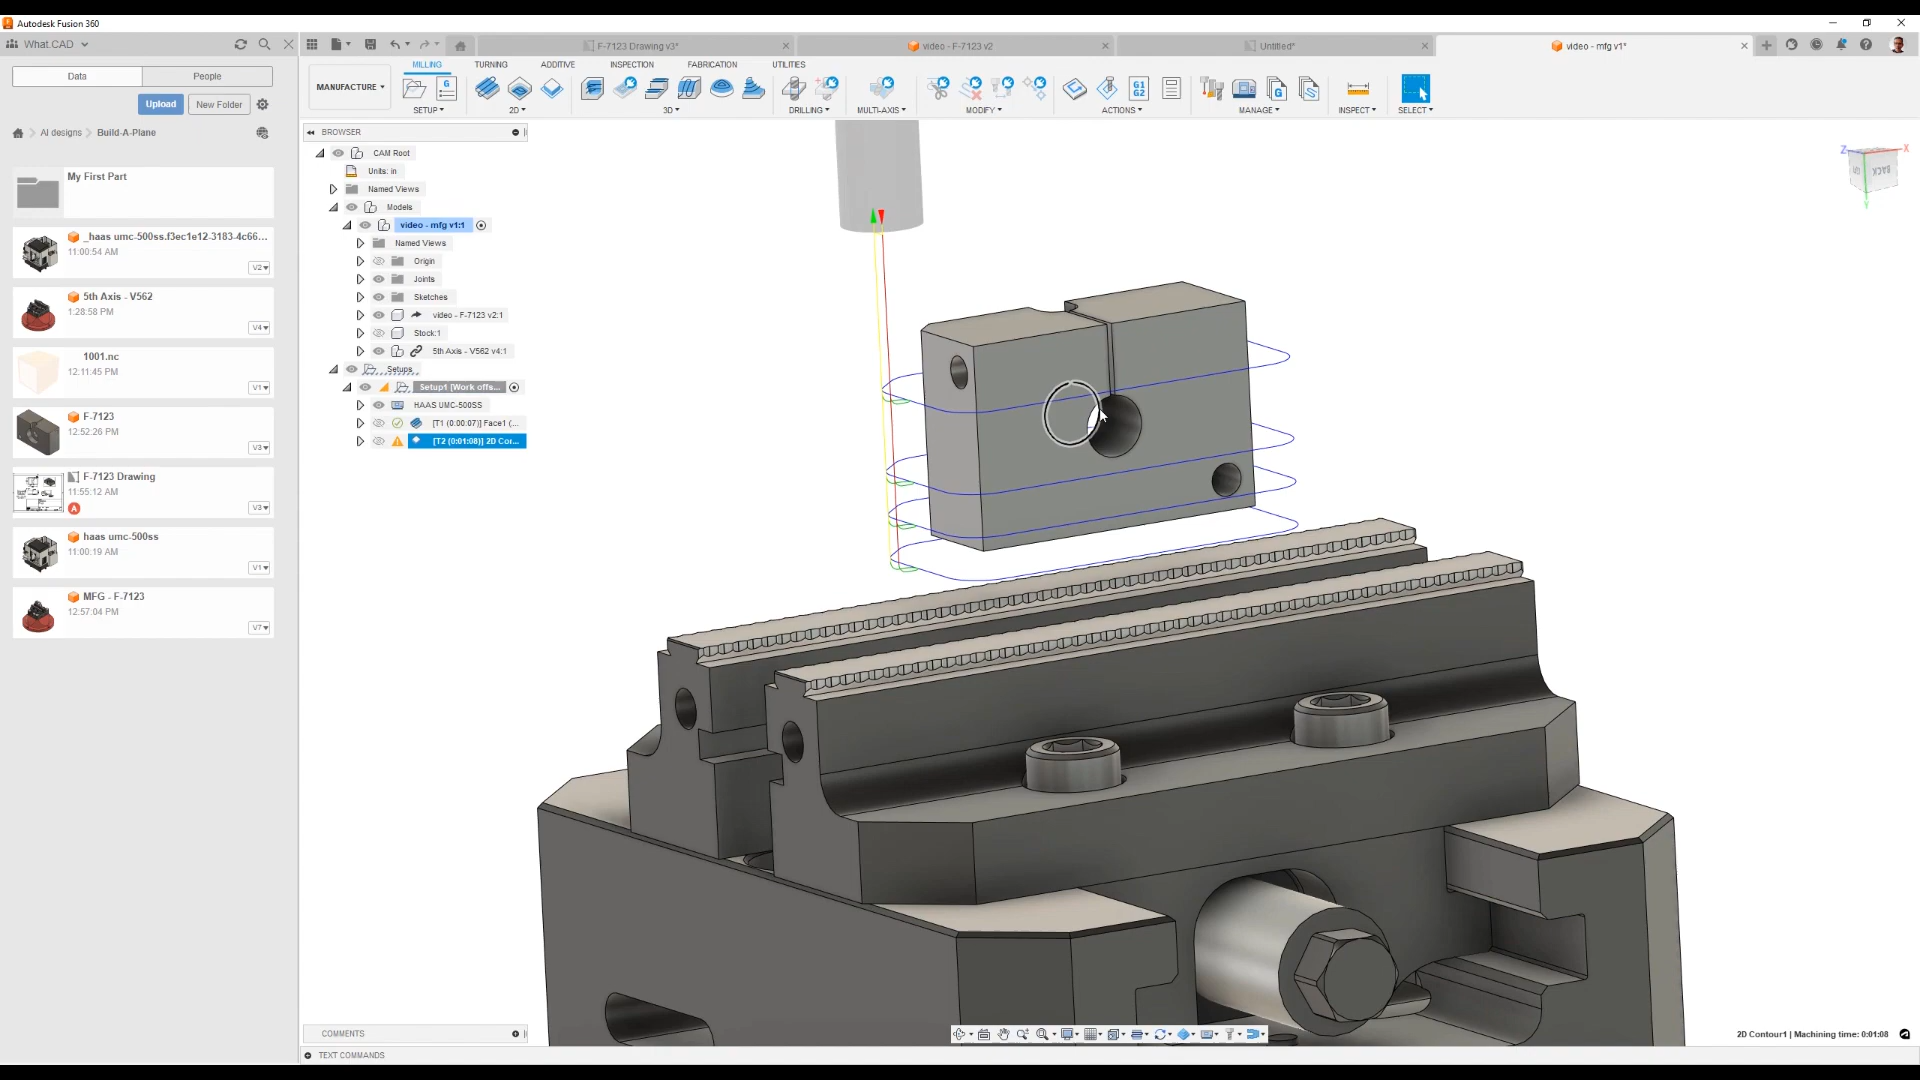 Autodesk Fusion 360
What.CAD
F-7123 Drawing v3*
video - F-7123 v2
Untitled*
video - mfg v1*
Data
People
Upload
New Folder
AI designs
Build-A-Plane
My First Part
_haas umc-500ss.f3ec1e12-3183-4c66...
11:00:54 AM
V2
5th Axis - V562
1:28:58 PM
V4
1001.nc
12:11:45 PM
V1
F-7123
12:52:26 PM
V3
F-7123 Drawing
11:55:12 AM
A
V3
haas umc-500ss
11:00:19 AM
V1
MFG - F-7123
12:57:04 PM
V7
MANUFACTURE
MILLING
TURNING
ADDITIVE
INSPECTION
FABRICATION
UTILITIES
G1
G2
SETUP
2D
3D
DRILLING
MULTI-AXIS
MODIFY
ACTIONS
MANAGE
INSPECT
SELECT
BROWSER
CAM Root
Units: in
Named Views
Models
video - mfg v1:1
Named Views
Origin
Joints
Sketches
video - F-7123 v2:1
Stock:1
5th Axis - V562 v4:1
Setups
Setup1 [Work offs...
HAAS UMC-500SS
[T1 (0:00:07)] Face1 (...
[T2 (0:01:08)] 2D Con...
Z
X
BACK
Y
COMMENTS
TEXT COMMANDS
2D Contour1 | Machining time: 0:01:08